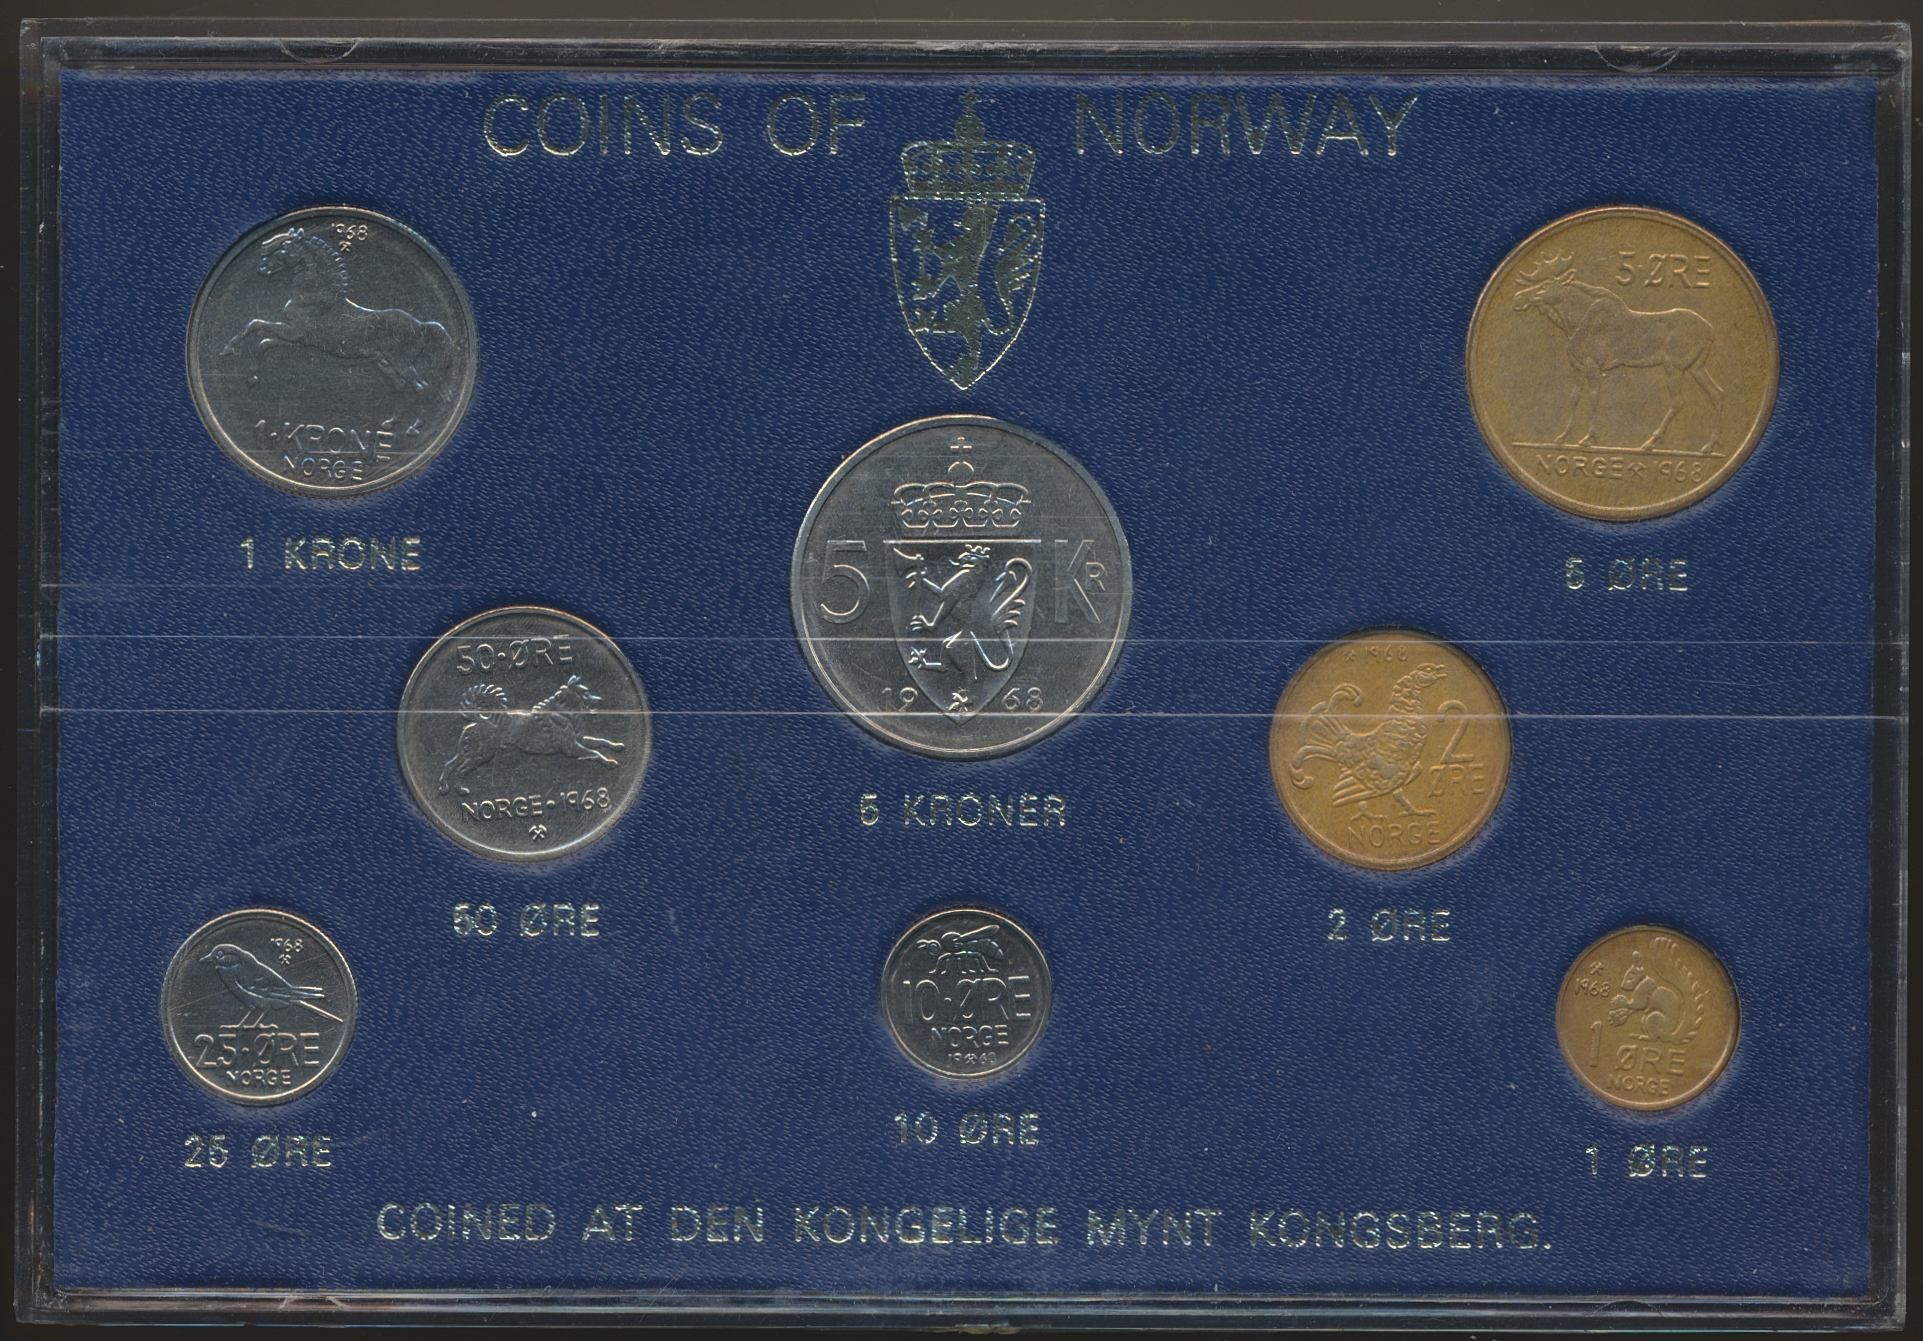 COINS OF NORWAY
1968
1·KRONE
NORGE
1 KRONE
5·ØRE
NORGE 1968
5 ØRE
5 KR
1968
5 KRONER
50·ØRE
NORGE·1968
50 ØRE
1968
2
ØRE
NORGE
2 ØRE
1968
25·ØRE
NORGE
25 ØRE
10·ØRE
NORGE
1968
10 ØRE
1968
1 ØRE
NORGE
1 ØRE
COINED AT DEN KONGELIGE MYNT KONGSBERG.